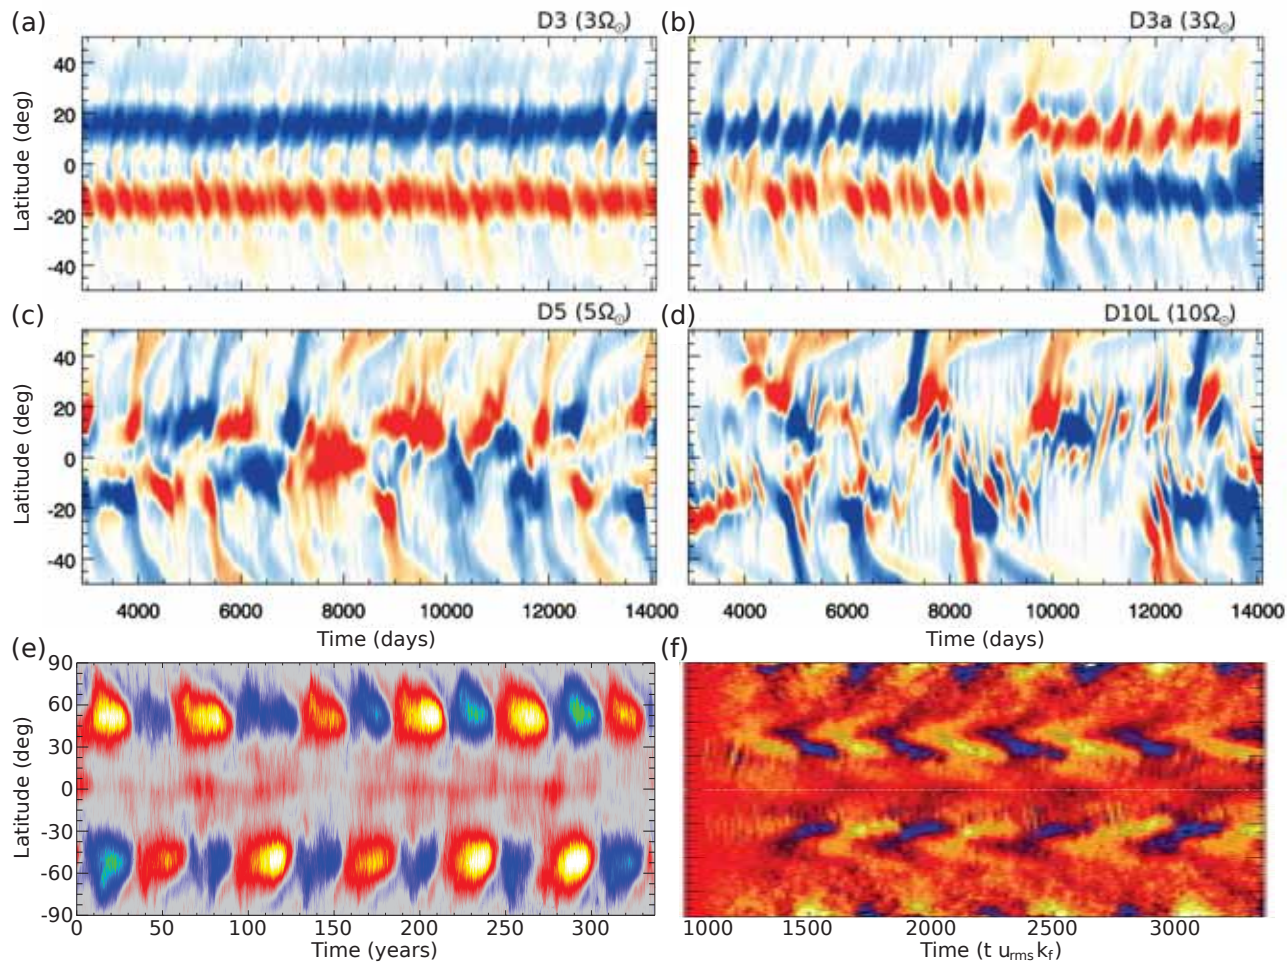 (a) D3 (3Ω☉)
(b) D3a (3Ω☉)
Latitude (deg)
40
20
0
-20
-40
(c) D5 (5Ω☉)
(d) D10L (10Ω☉)
Latitude (deg)
40
20
0
-20
-40
4000 6000 8000 10000 12000 14000
4000 6000 8000 10000 12000 14000
Time (days)
Time (days)
(e)
(f)
Latitude (deg)
90
60
30
0
-30
-60
-90
0 50 100 150 200 250 300
1000 1500 2000 2500 3000
Time (years)
Time (t u_rms k_f)